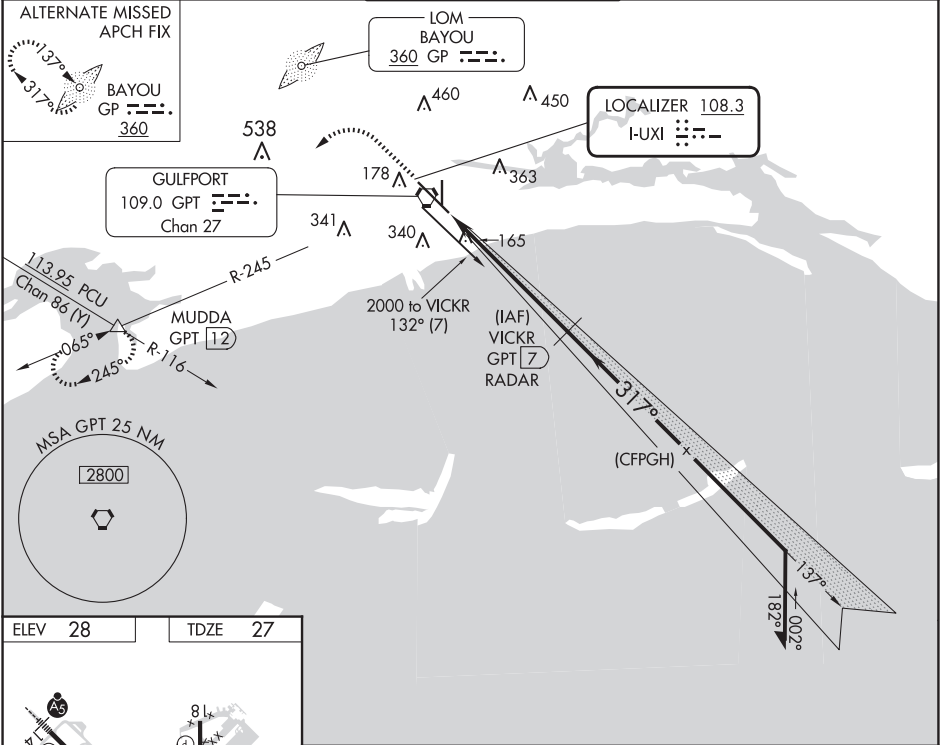 ALTERNATE MISSED
APCH FIX
137°
317°
BAYOU
GP
360
LOM
BAYOU
360 GP
460
450
LOCALIZER 108.3
I-UXI
538
178
363
GULFPORT
109.0 GPT
Chan 27
341
340
165
R-245
113.95 PCU
Chan 86 (Y)
MUDDA
GPT 12
065°
245°
R-116
2000 to VICKR
132° (7)
(IAF)
VICKR
GPT 7
RADAR
317°
(CFPGH)
MSA GPT 25 NM
2800
137°
182°
002°
ELEV 28
TDZE 27
A5
14
18
P